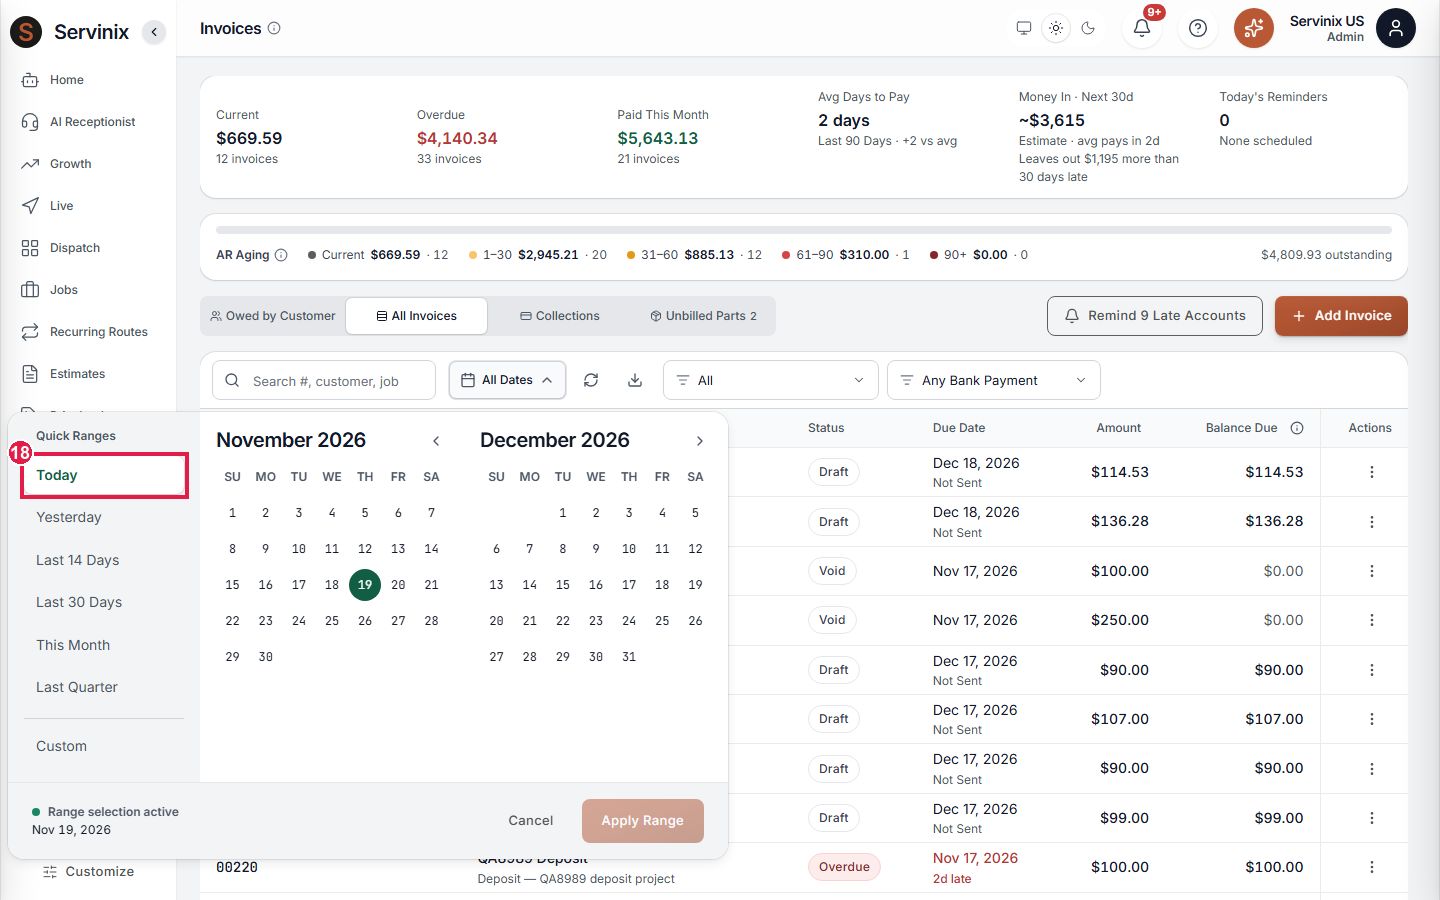 Servinix
Invoices
9+
Servinix US
Admin
Home
AI Receptionist
Growth
Live
Dispatch
Jobs
Recurring Routes
Estimates
Customize
Current
$669.59
12 invoices
Overdue
$4,140.34
33 invoices
Paid This Month
$5,643.13
21 invoices
Avg Days to Pay
2 days
Last 90 Days · +2 vs avg
Money In · Next 30d
~$3,615
Estimate · avg pays in 2d
Leaves out $1,195 more than
30 days late
Today's Reminders
0
None scheduled
AR Aging Current $669.59 · 12 1–30 $2,945.21 · 20 31–60 $885.13 · 12 61–90 $310.00 · 1 90+ $0.00 · 0 $4,809.93 outstanding
Owed by Customer All Invoices Collections Unbilled Parts 2 Remind 9 Late Accounts + Add Invoice
Search #, customer, job All Dates All Any Bank Payment
Quick Ranges
18
Today
Yesterday
Last 14 Days
Last 30 Days
This Month
Last Quarter
Custom
November 2026
SU MO TU WE TH FR SA
1 2 3 4 5 6 7
8 9 10 11 12 13 14
15 16 17 18 19 20 21
22 23 24 25 26 27 28
29 30
December 2026
SU MO TU WE TH FR SA
1 2 3 4 5
6 7 8 9 10 11 12
13 14 15 16 17 18 19
20 21 22 23 24 25 26
27 28 29 30 31
Range selection active
Nov 19, 2026
Cancel Apply Range
Status Due Date Amount Balance Due Actions
Draft Dec 18, 2026 $114.53 $114.53
Not Sent
Draft Dec 18, 2026 $136.28 $136.28
Not Sent
Void Nov 17, 2026 $100.00 $0.00
Void Nov 17, 2026 $250.00 $0.00
Draft Dec 17, 2026 $90.00 $90.00
Not Sent
Draft Dec 17, 2026 $107.00 $107.00
Not Sent
Draft Dec 17, 2026 $90.00 $90.00
Not Sent
Draft Dec 17, 2026 $99.00 $99.00
Not Sent
00220 QA8989 Deposit Overdue Nov 17, 2026 $100.00 $100.00
Deposit — QA8989 deposit project 2d late